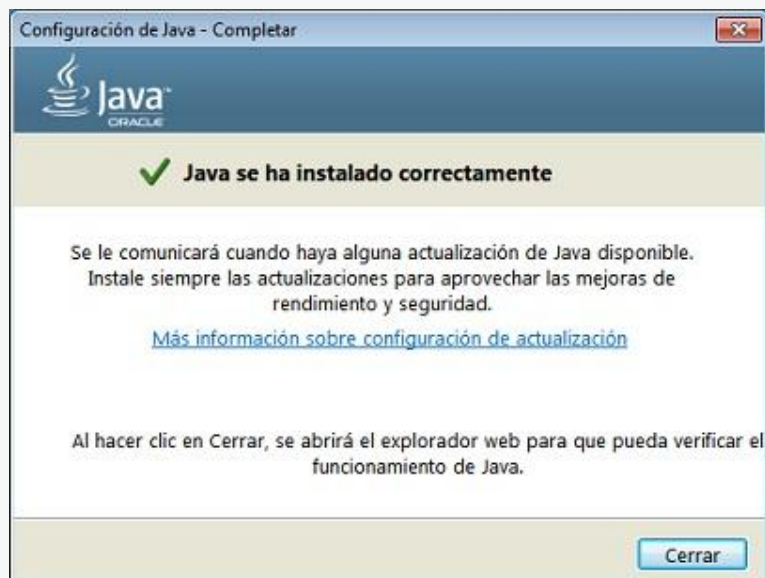 Configuración de Java - Completar
Java™
ORACLE
Java se ha instalado correctamente
Se le comunicará cuando haya alguna actualización de Java disponible.
Instale siempre las actualizaciones para aprovechar las mejoras de
rendimiento y seguridad.
Más información sobre configuración de actualización
Al hacer clic en Cerrar, se abrirá el explorador web para que pueda verificar el
funcionamiento de Java.
Cerrar